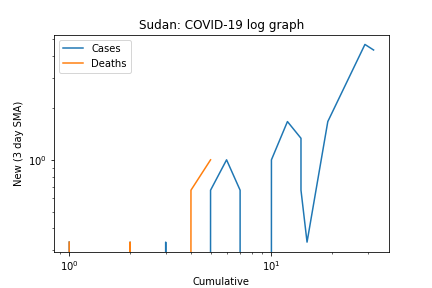 Sudan: COVID-19 log graph
Cases
Deaths
New (3 day SMA)
10⁰
10⁰
10¹
Cumulative